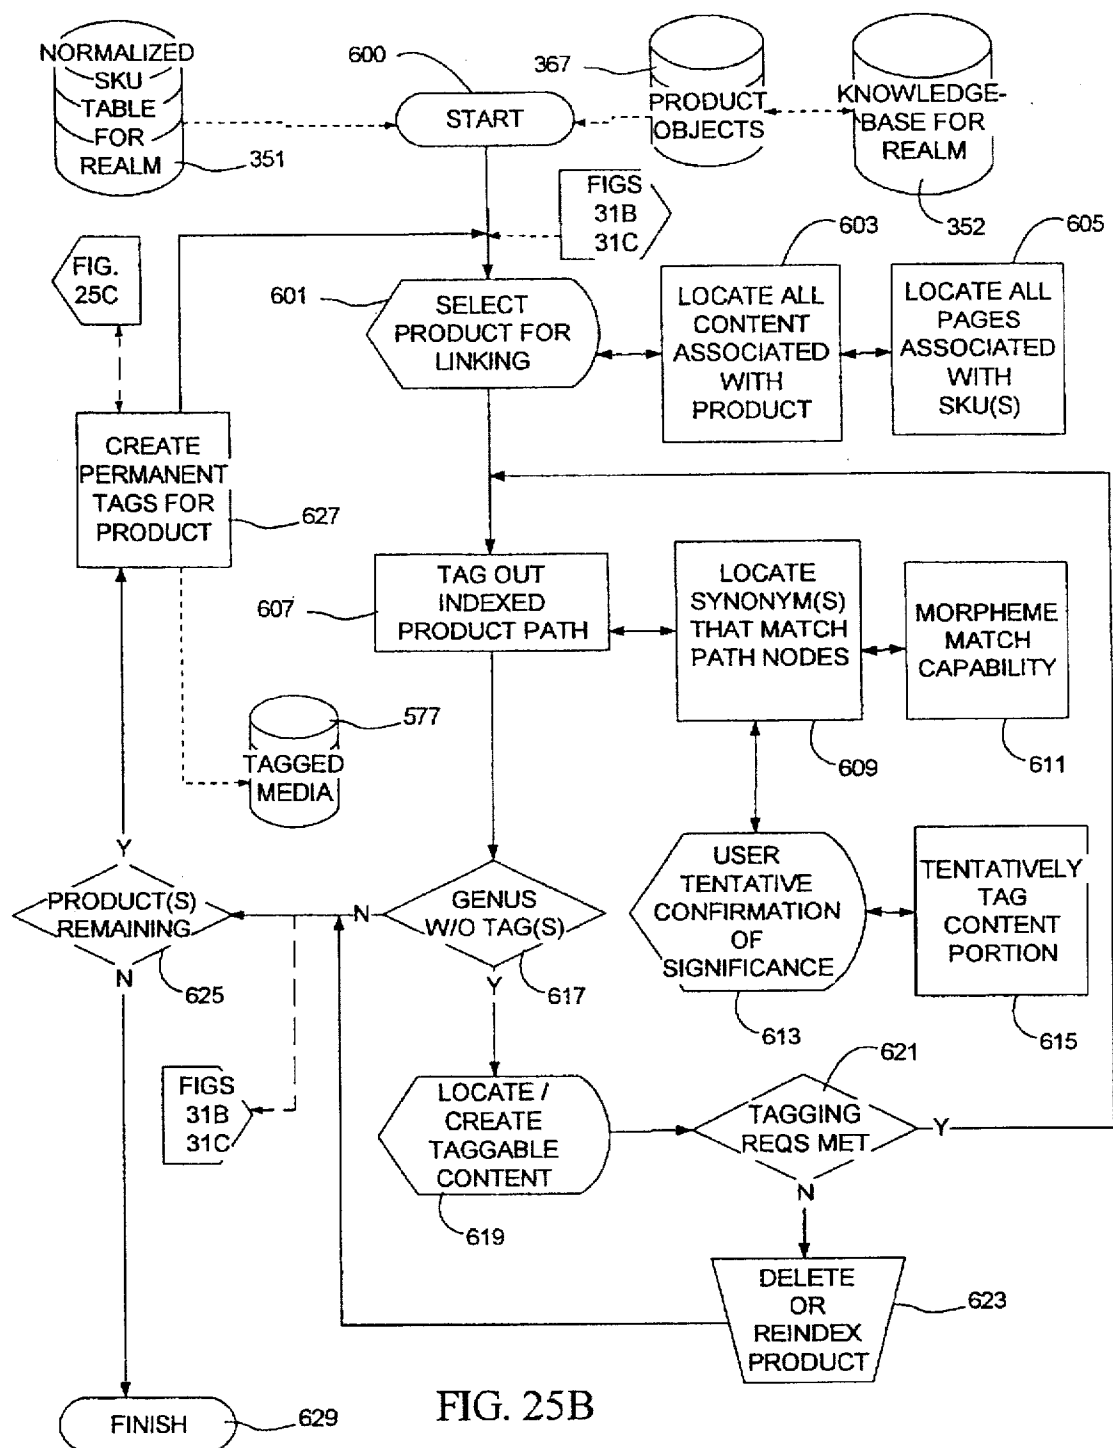 NORMALIZED
SKU
TABLE
FOR
REALM
351
600
START
367
PRODUCT
OBJECTS
KNOWLEDGE-
BASE FOR
REALM
352
FIGS
31B
31C
FIG.
25C
601
SELECT
PRODUCT FOR
LINKING
603
LOCATE ALL
CONTENT
ASSOCIATED
WITH
PRODUCT
605
LOCATE ALL
PAGES
ASSOCIATED
WITH
SKU(S)
CREATE
PERMANENT
TAGS FOR
PRODUCT
627
607
TAG OUT
INDEXED
PRODUCT PATH
LOCATE
SYNONYM(S)
THAT MATCH
PATH NODES
609
MORPHEME
MATCH
CAPABILITY
611
577
TAGGED
MEDIA
Y
PRODUCT(S)
REMAINING
N
625
N
GENUS
W/O TAG(S)
Y
617
USER
TENTATIVE
CONFIRMATION
OF
SIGNIFICANCE
613
TENTATIVELY
TAG
CONTENT
PORTION
615
FIGS
31B
31C
LOCATE /
CREATE
TAGGABLE
CONTENT
619
621
TAGGING
REQS MET
Y
N
DELETE
OR
REINDEX
PRODUCT
623
FINISH
629
FIG. 25B